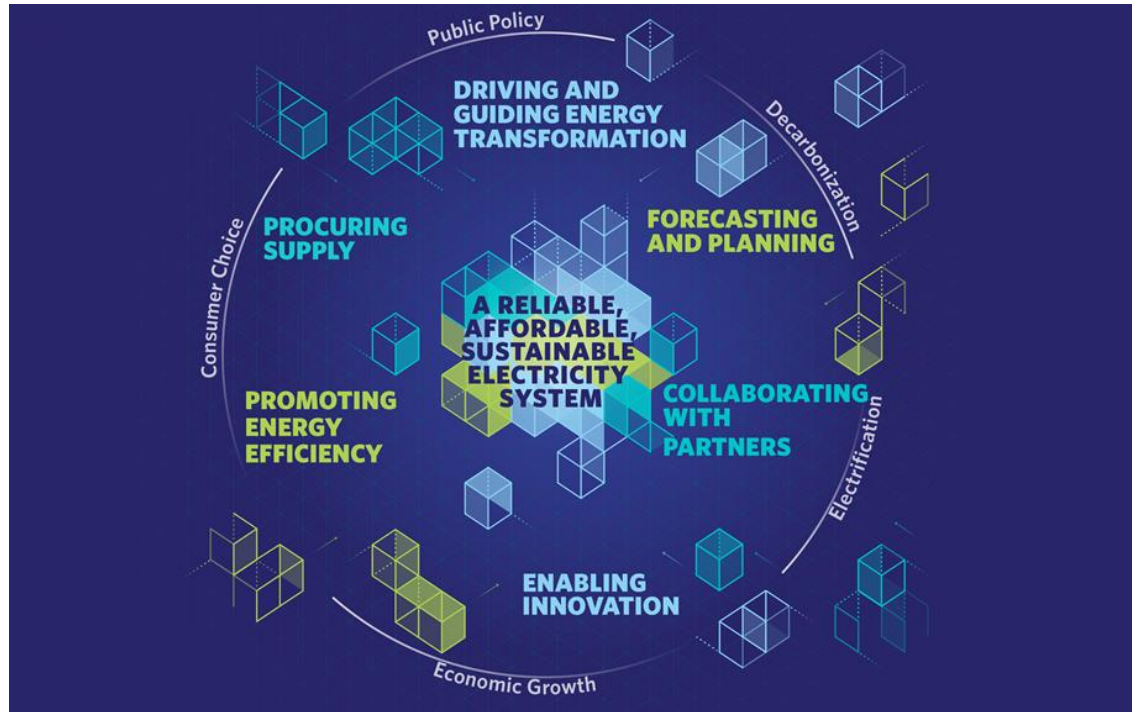 Public Policy
DRIVING AND
GUIDING ENERGY
TRANSFORMATION
Decarbonization
PROCURING
SUPPLY
FORECASTING
AND PLANNING
Consumer Choice
A RELIABLE,
AFFORDABLE,
SUSTAINABLE
ELECTRICITY
SYSTEM
PROMOTING
ENERGY
EFFICIENCY
COLLABORATING
WITH
PARTNERS
Electrification
ENABLING
INNOVATION
Economic Growth